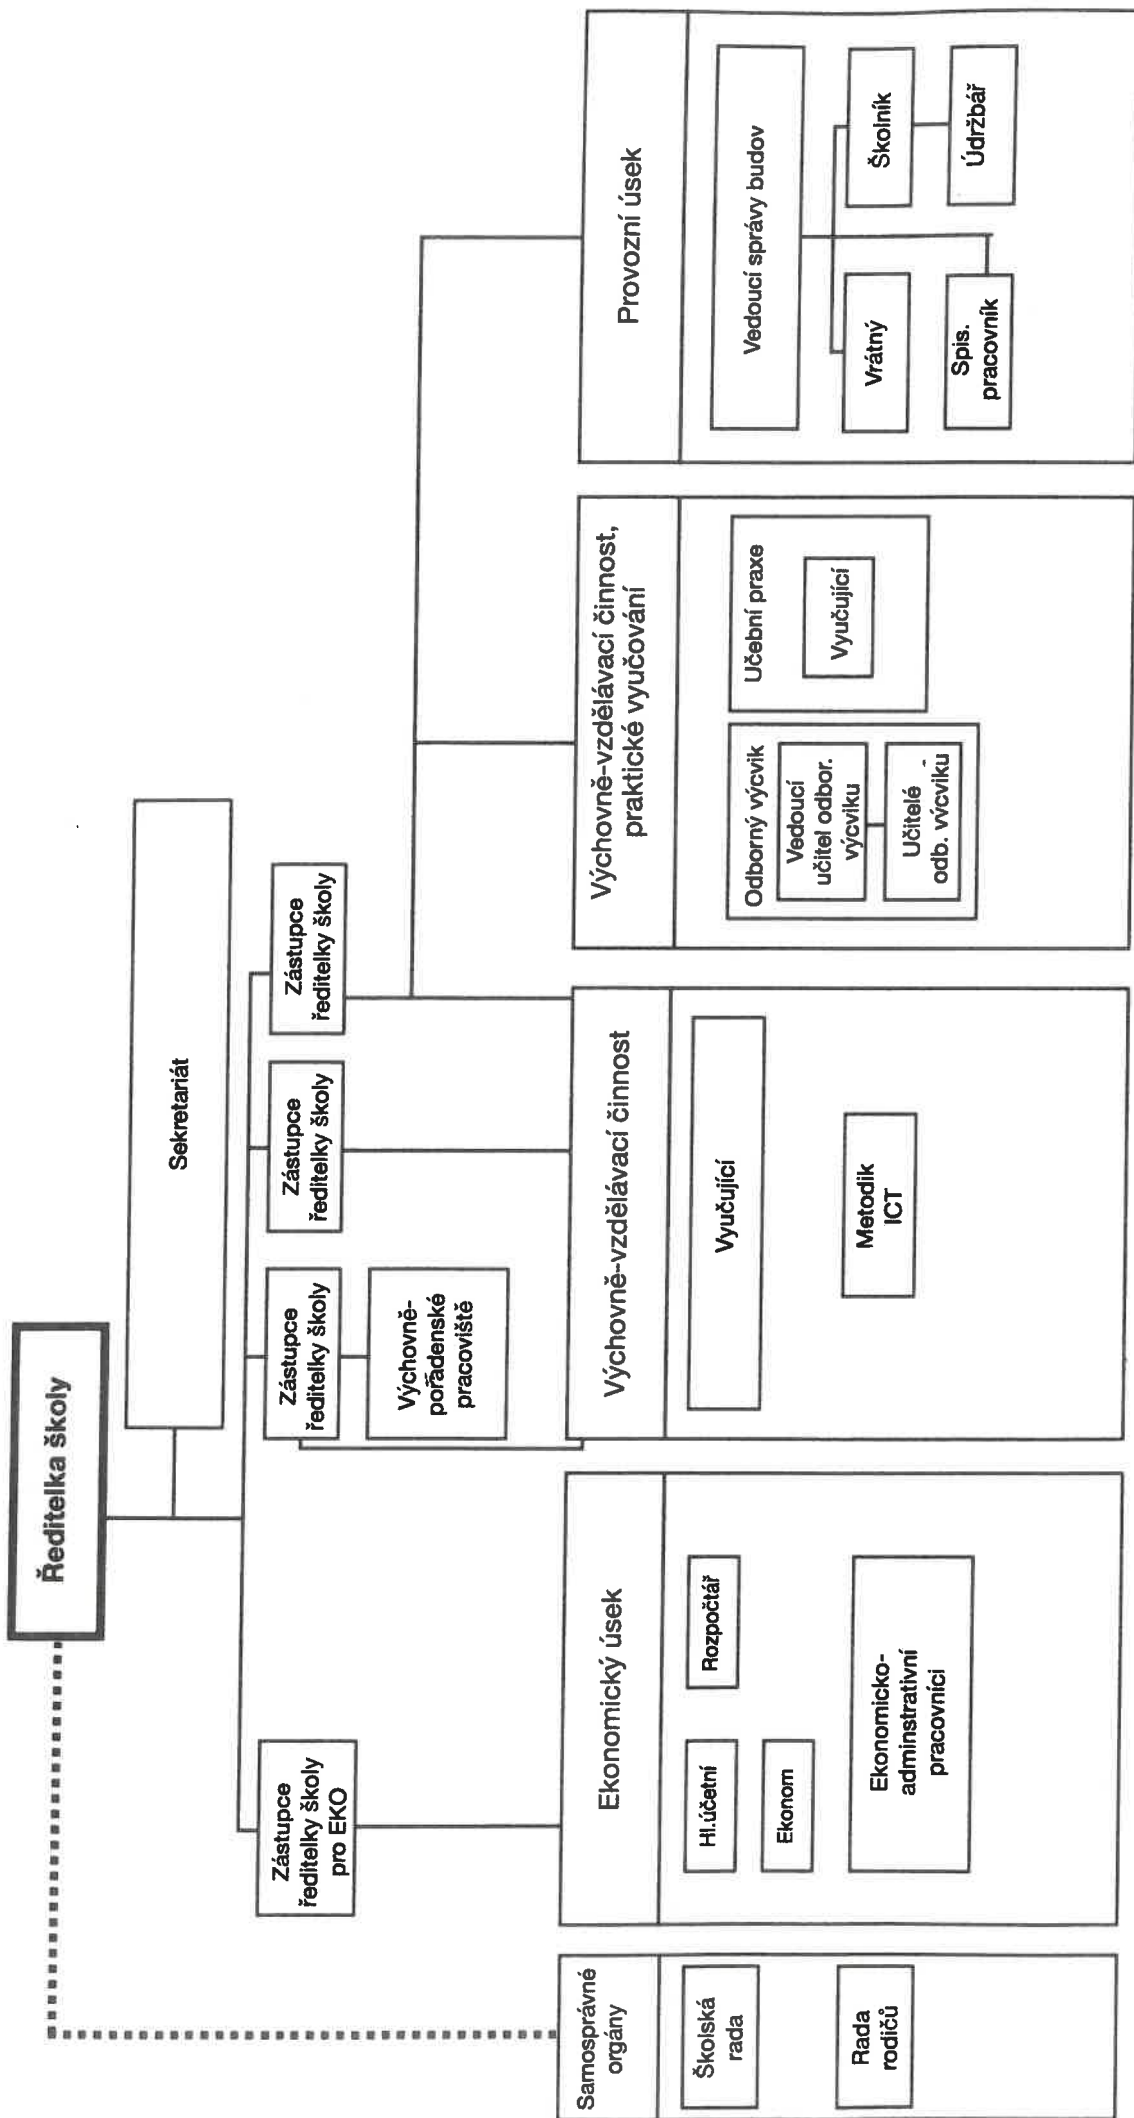 Ředitelka školy
Sekretariát
Zástupce
ředitelky školy
pro EKO
Zástupce
ředitelky školy
Zástupce
ředitelky školy
Zástupce
ředitelky školy
Výchovně-
poradenské
pracoviště
Samosprávné
orgány
Školská
rada
Rada
rodičů
Ekonomický úsek
Hl.účetní
Rozpočtář
Ekonom
Ekonomicko-
adminstrativní
pracovníci
Výchovně-vzdělávací činnost
Vyučující
Metodik
ICT
Výchovně-vzdělávací činnost,
praktické vyučování
Odborný výcvik
Vedoucí
učitel odbor.
výcviku
Učitelé
odb. výcviku
Učební praxe
Vyučující
Provozní úsek
Vedoucí správy budov
Vrátný
Školník
Spis.
pracovník
Údržbář